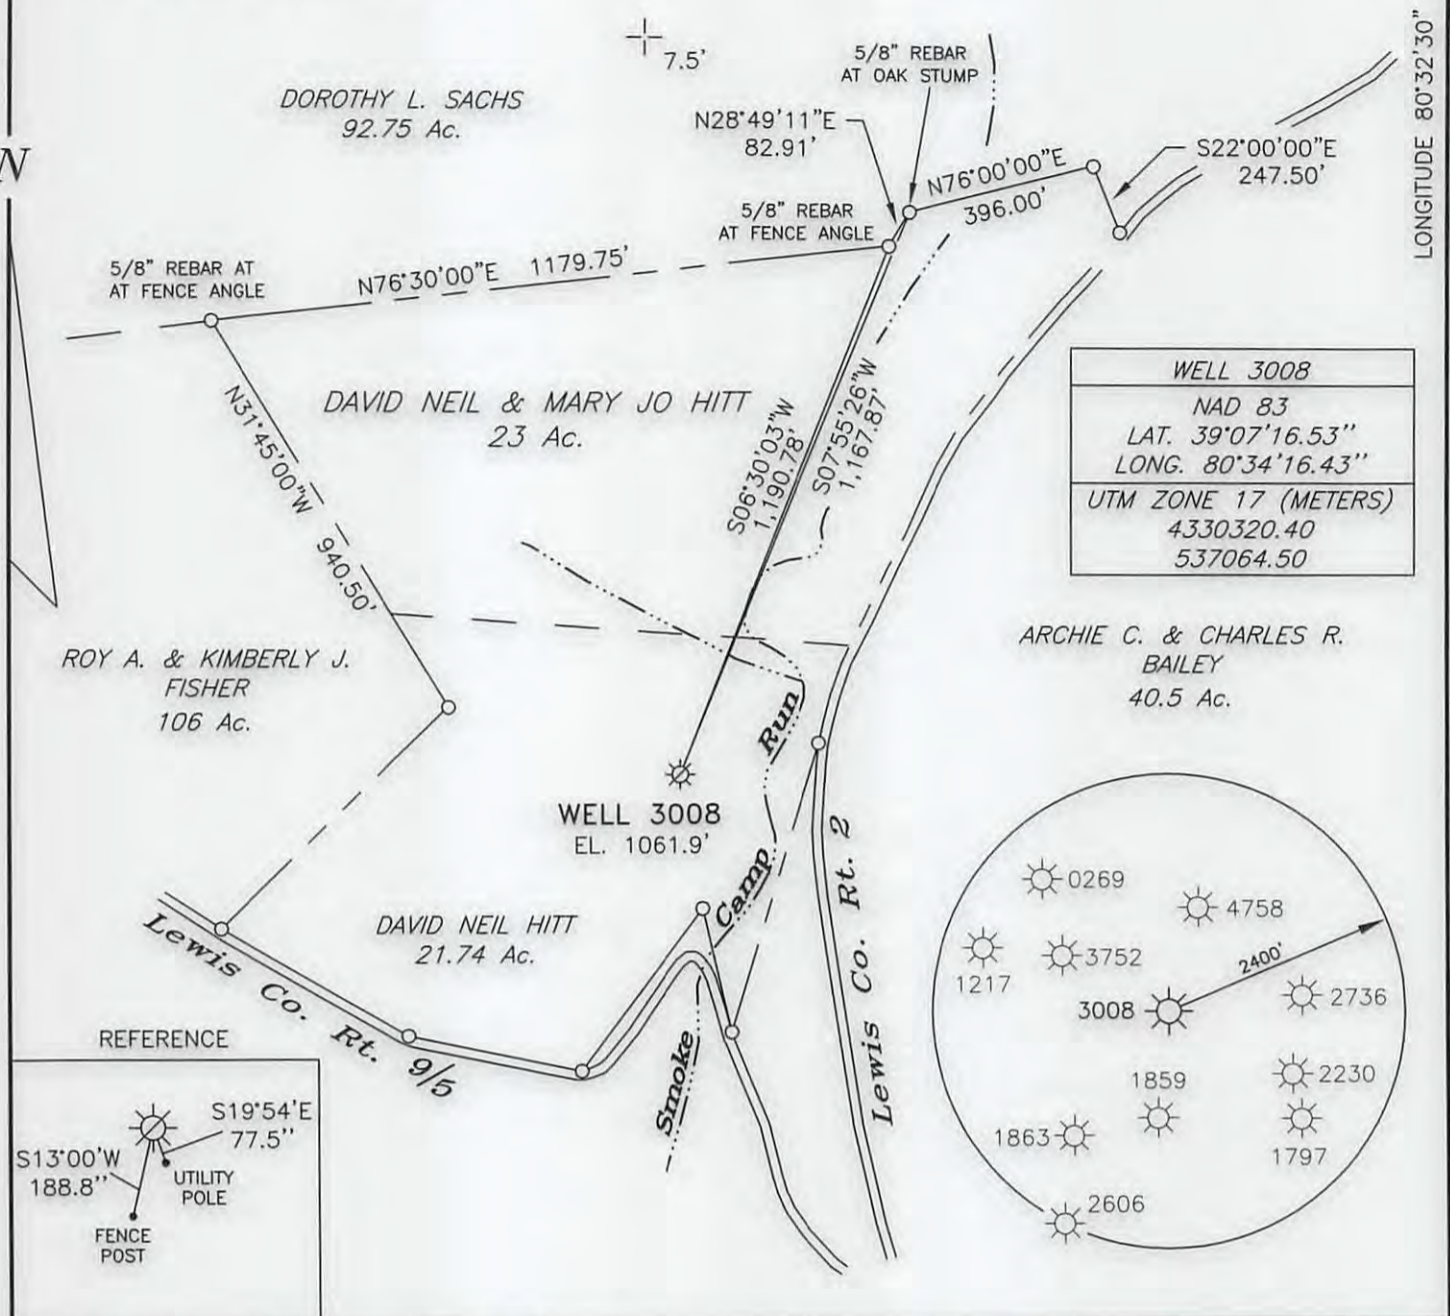 7.5'
LONGITUDE 80°32'30"
5/8" REBAR
AT OAK STUMP
DOROTHY L. SACHS
92.75 Ac.
N28°49'11"E
82.91'
N
N76°00'00"E
396.00'
S22°00'00"E
247.50'
5/8" REBAR
AT FENCE ANGLE
5/8" REBAR AT
AT FENCE ANGLE
N76°30'00"E 1179.75'
WELL 3008
NAD 83
LAT. 39°07'16.53"
LONG. 80°34'16.43"
UTM ZONE 17 (METERS)
4330320.40
537064.50
DAVID NEIL & MARY JO HITT
23 Ac.
N31°45'00"W 940.50'
S06°30'03"W
1,190.78'
S07°55'26"W
1,167.87'
ROY A. & KIMBERLY J.
FISHER
106 Ac.
ARCHIE C. & CHARLES R.
BAILEY
40.5 Ac.
WELL 3008
EL. 1061.9'
Smoke Camp Run
Lewis Co. Rt. 2
DAVID NEIL HITT
21.74 Ac.
Lewis Co. Rt. 9/5
0269
4758
1217
3752
2400'
3008
2736
2230
1859
1863
1797
2606
REFERENCE
S19°54'E
77.5"
S13°00'W
188.8"
UTILITY
POLE
FENCE
POST